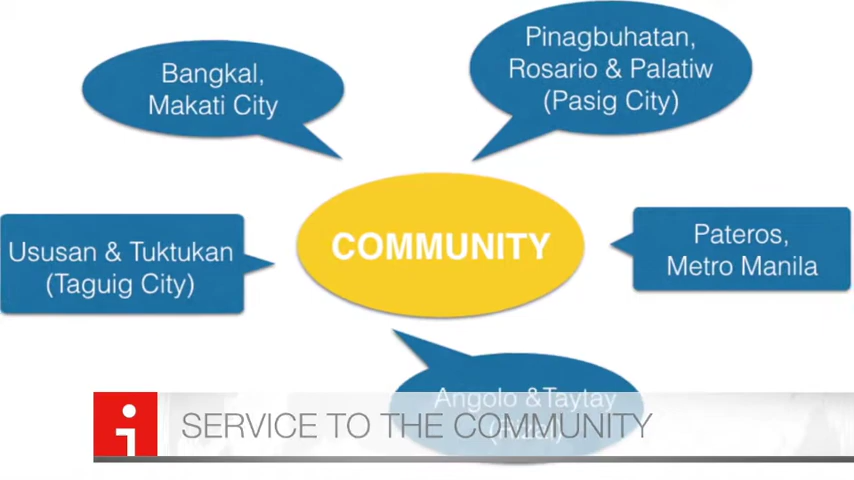 Bangkal,
Makati City
Pinagbuhatan,
Rosario & Palatiw
(Pasig City)
COMMUNITY
Ususan & Tuktukan
(Taguig City)
Pateros,
Metro Manila
Angolo &Taytay
i
SERVICE TO THE COMMUNITY